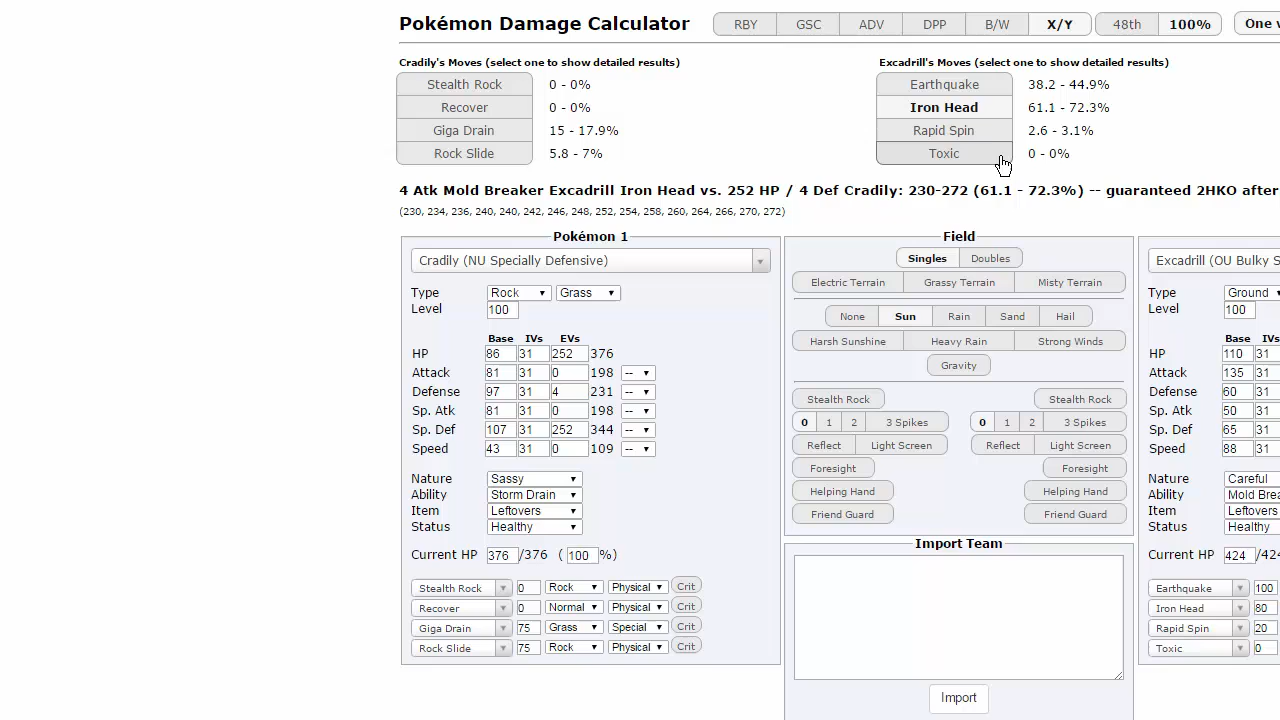 Pokémon Damage Calculator RBY GSC ADV DPP B/W X/Y 48th 100% One
Cradily's Moves (select one to show detailed results) Excadrill's Moves (select one to show detailed results)
Stealth Rock 0 - 0% Earthquake 38.2 - 44.9%
Recover 0 - 0% Iron Head 61.1 - 72.3%
Giga Drain 15 - 17.9% Rapid Spin 2.6 - 3.1%
Rock Slide 5.8 - 7% Toxic 0 - 0%
4 Atk Mold Breaker Excadrill Iron Head vs. 252 HP / 4 Def Cradily: 230-272 (61.1 - 72.3%) -- guaranteed 2HKO after
(230, 234, 236, 240, 240, 242, 246, 248, 252, 254, 258, 260, 264, 266, 270, 272)
Pokémon 1
Cradily (NU Specially Defensive)
Type Rock Grass
Level 100
Base IVs EVs
HP 86 31 252 376
Attack 81 31 0 198 --
Defense 97 31 4 231 --
Sp. Atk 81 31 0 198 --
Sp. Def 107 31 252 344 --
Speed 43 31 0 109 --
Nature Sassy
Ability Storm Drain
Item Leftovers
Status Healthy
Current HP 376 /376 ( 100 %)
Stealth Rock 0 Rock Physical Crit
Recover 0 Normal Physical Crit
Giga Drain 75 Grass Special Crit
Rock Slide 75 Rock Physical Crit
Field
Singles Doubles
Electric Terrain Grassy Terrain Misty Terrain
None Sun Rain Sand Hail
Harsh Sunshine Heavy Rain Strong Winds
Gravity
Stealth Rock Stealth Rock
0 1 2 3 Spikes 0 1 2 3 Spikes
Reflect Light Screen Reflect Light Screen
Foresight Foresight
Helping Hand Helping Hand
Friend Guard Friend Guard
Import Team
Import
Excadrill (OU Bulky S
Type Ground
Level 100
Base IVs
HP 110 31
Attack 135 31
Defense 60 31
Sp. Atk 50 31
Sp. Def 65 31
Speed 88 31
Nature Careful
Ability Mold Brea
Item Leftovers
Status Healthy
Current HP 424 /424
Earthquake 100
Iron Head 80
Rapid Spin 20
Toxic 0